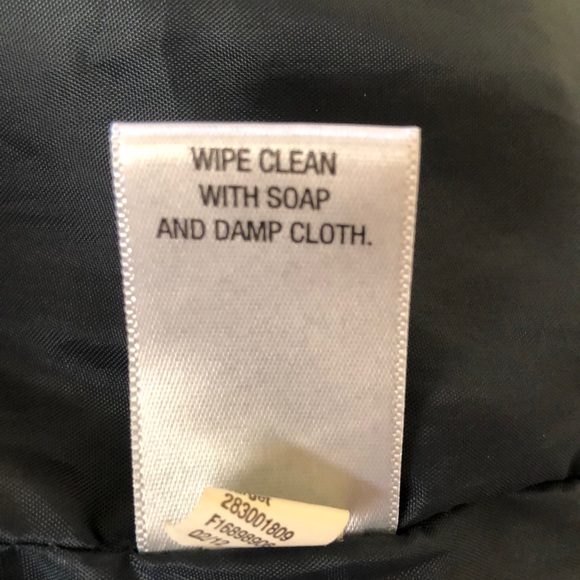 WIPE CLEAN
WITH SOAP
AND DAMP CLOTH.
283001809